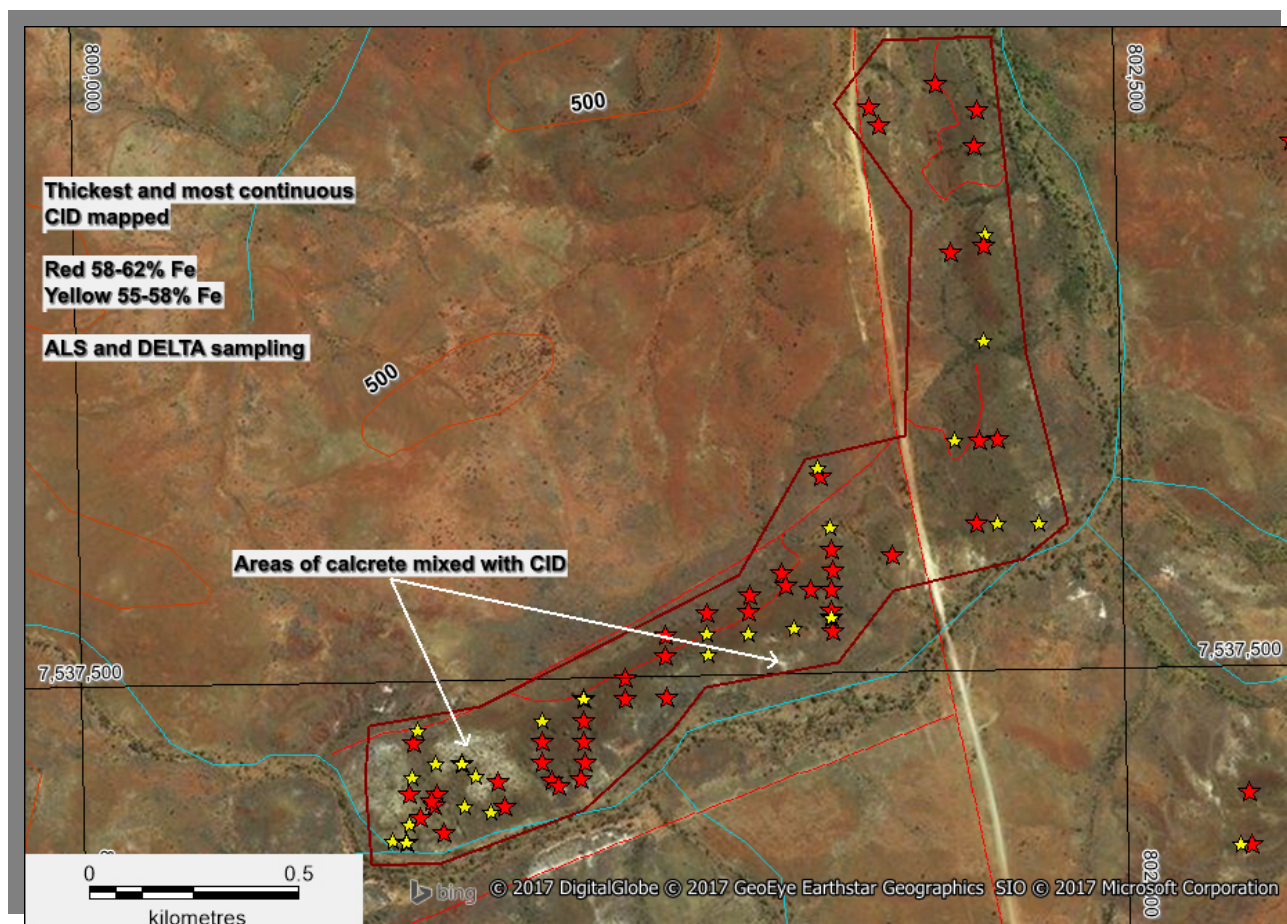 800,000
802,500
500
Thickest and most continuous
CID mapped
Red 58-62% Fe
Yellow 55-58% Fe
ALS and DELTA sampling
500
Areas of calcrete mixed with CID
7,537,500
7,537,500
0 0.5
kilometres
bing © 2017 DigitalGlobe © 2017 GeoEye Earthstar Geographics SIO © 2017 Microsoft Corporation